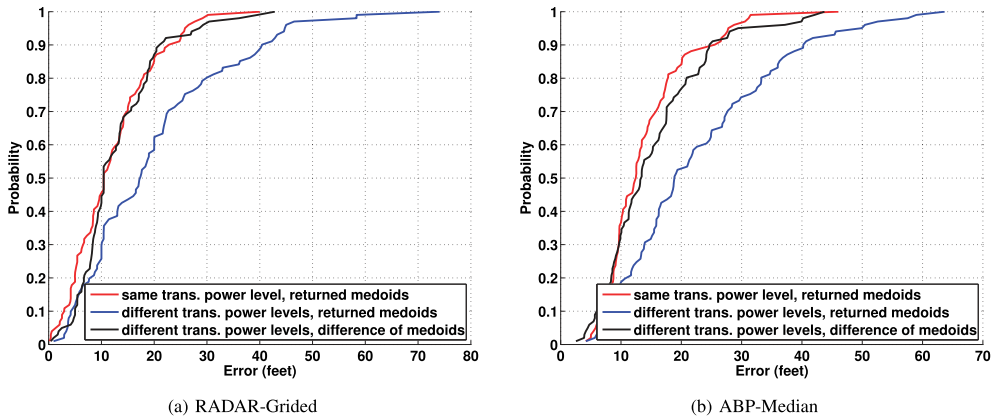 1
0.9
0.8
0.7
0.6
0.5
0.4
0.3
0.2
0.1
0
Probability
same trans. power level, returned medoids
different trans. power levels, returned medoids
different trans. power levels, difference of medoids
0 10 20 30 40 50 60 70 80
Error (feet)
(a) RADAR-Grided
1
0.9
0.8
0.7
0.6
0.5
0.4
0.3
0.2
0.1
0
Probability
same trans. power level, returned medoids
different trans. power levels, returned medoids
different trans. power levels, difference of medoids
0 10 20 30 40 50 60 70
Error (feet)
(b) ABP-Median